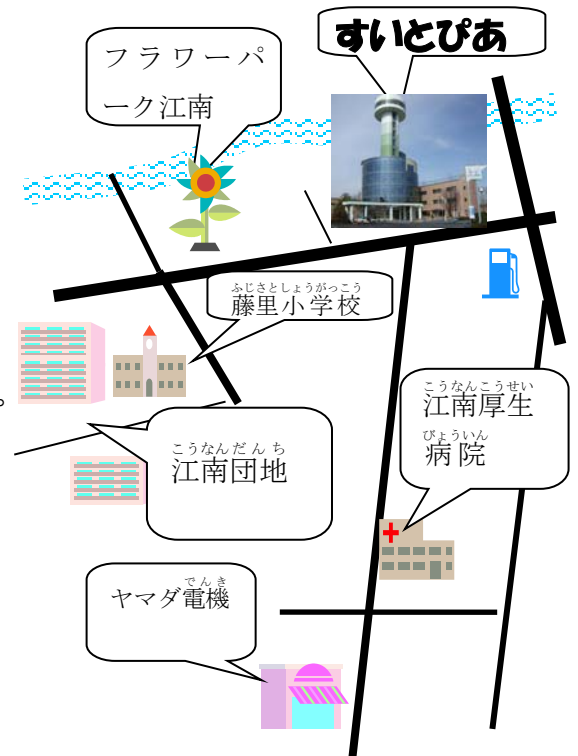 フラワーパ
ーク江南
すいとぴあ
ふじさとしょうがっこう
藤里小学校
こうなんこうせい
江南厚生
びょういん
病院
こうなんだんち
江南団地
でんき
ヤマダ電機
。